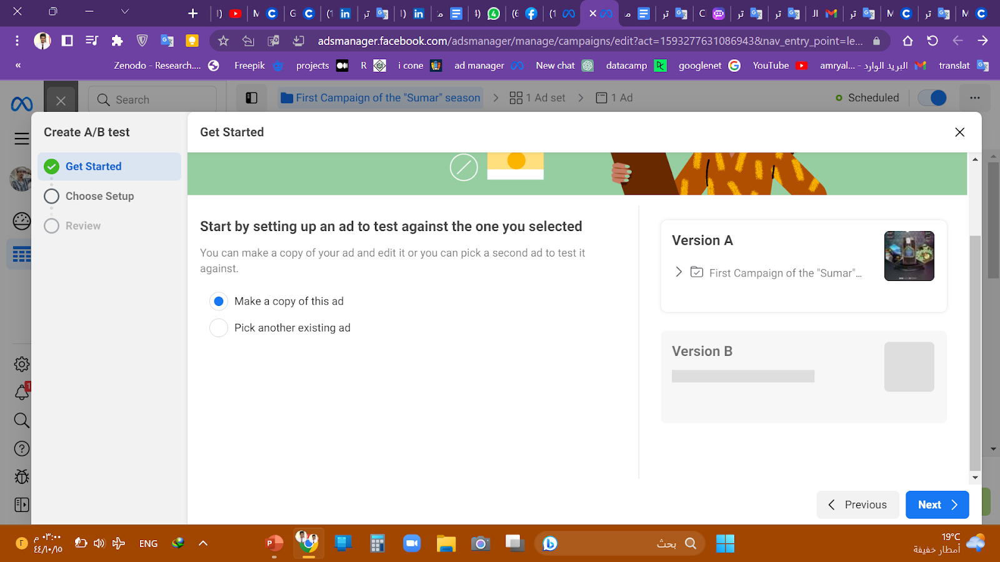 adsmanager.facebook.com/adsmanager/manage/campaigns/edit?act=1593277631086943&nav_entry_point=le...
«
Zenodo - Research....
Freepik
projects
R
i cone
ad manager
New chat
datacamp
googlenet
YouTube
amryal... - البريد الوارد
translat
Search
First Campaign of the "Sumar" season
1 Ad set
1 Ad
Scheduled
Create A/B test
Get Started
Choose Setup
Review
Get Started
Start by setting up an ad to test against the one you selected
You can make a copy of your ad and edit it or you can pick a second ad to test it
against.
Make a copy of this ad
Pick another existing ad
Version A
First Campaign of the "Sumar"...
Version B
Previous
Next
٠٣:٠٠ م
٤٤/١٠/١٥
ENG
بحث
19°C
أمطار خفيفة